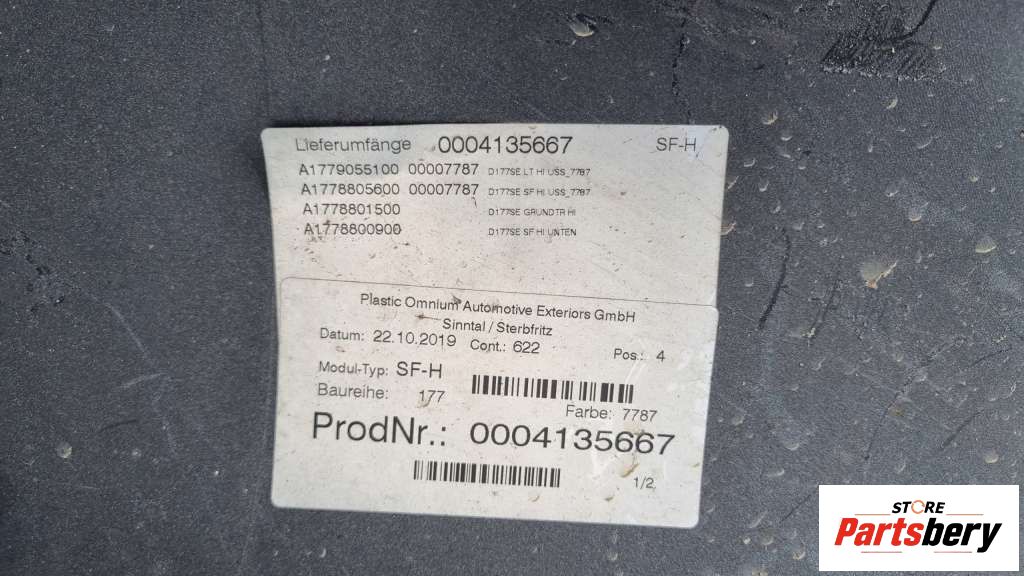 Lieferumfänge 0004135667 SF-H
A1779055100 00007787 D177SE LT HI USS_7787
A1778805600 00007787 D177SE SF HI USS_7787
A1778801500 D177SE GRUNDTR HI
A1778800900 D177SE SF HI UNTEN
Plastic Omnium Automotive Exteriors GmbH
Sinntal / Sterbfritz
Datum: 22.10.2019 Cont.: 622 Pos.: 4
Modul-Typ: SF-H
Baureihe: 177 Farbe: 7787
ProdNr.: 0004135667
1/2
STORE
Partsbery